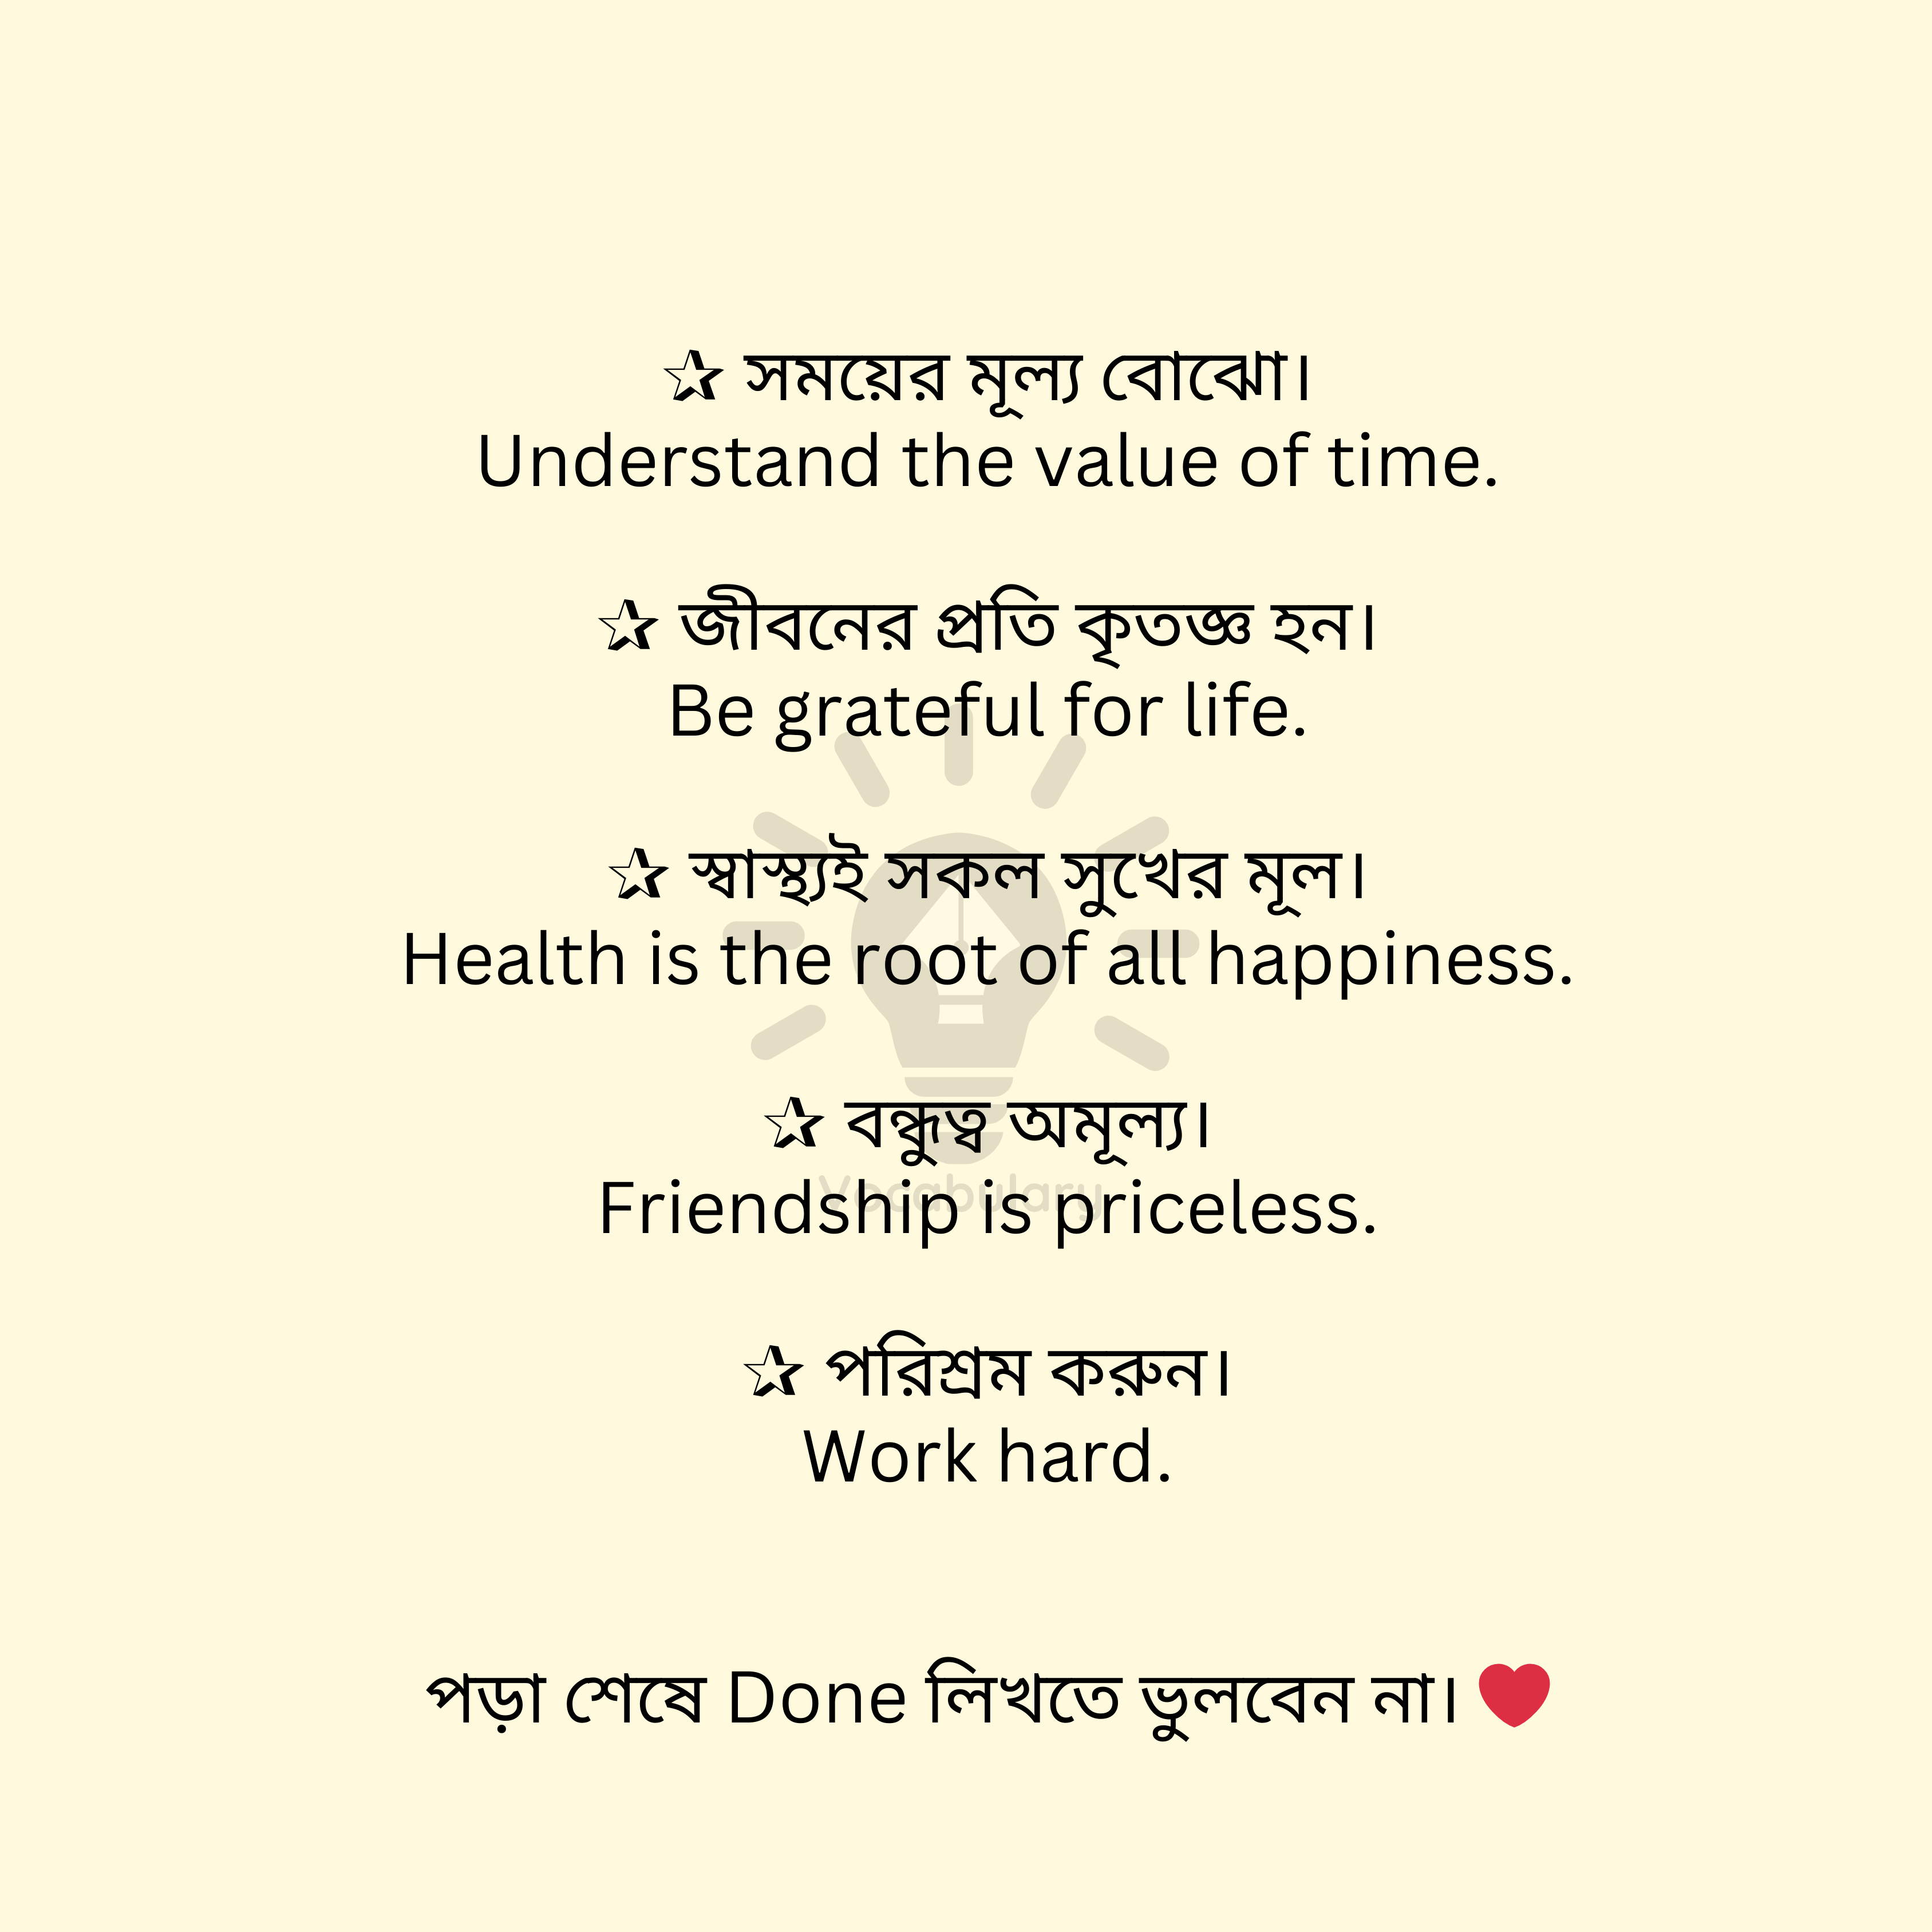 ✰ সময়ের মূল্য বোঝো।
Understand the value of time.
✰ জীবনের প্রতি কৃতজ্ঞ হন।
Be grateful for life.
✰ স্বাস্থ্যই সকল সুখের মূল।
Health is the root of all happiness.
✰ বন্ধুত্ব অমূল্য।
Vocabulary
Friendship is priceless.
✰ পরিশ্রম করুন।
Work hard.
পড়া শেষে Done লিখতে ভুলবেন না। ❤️